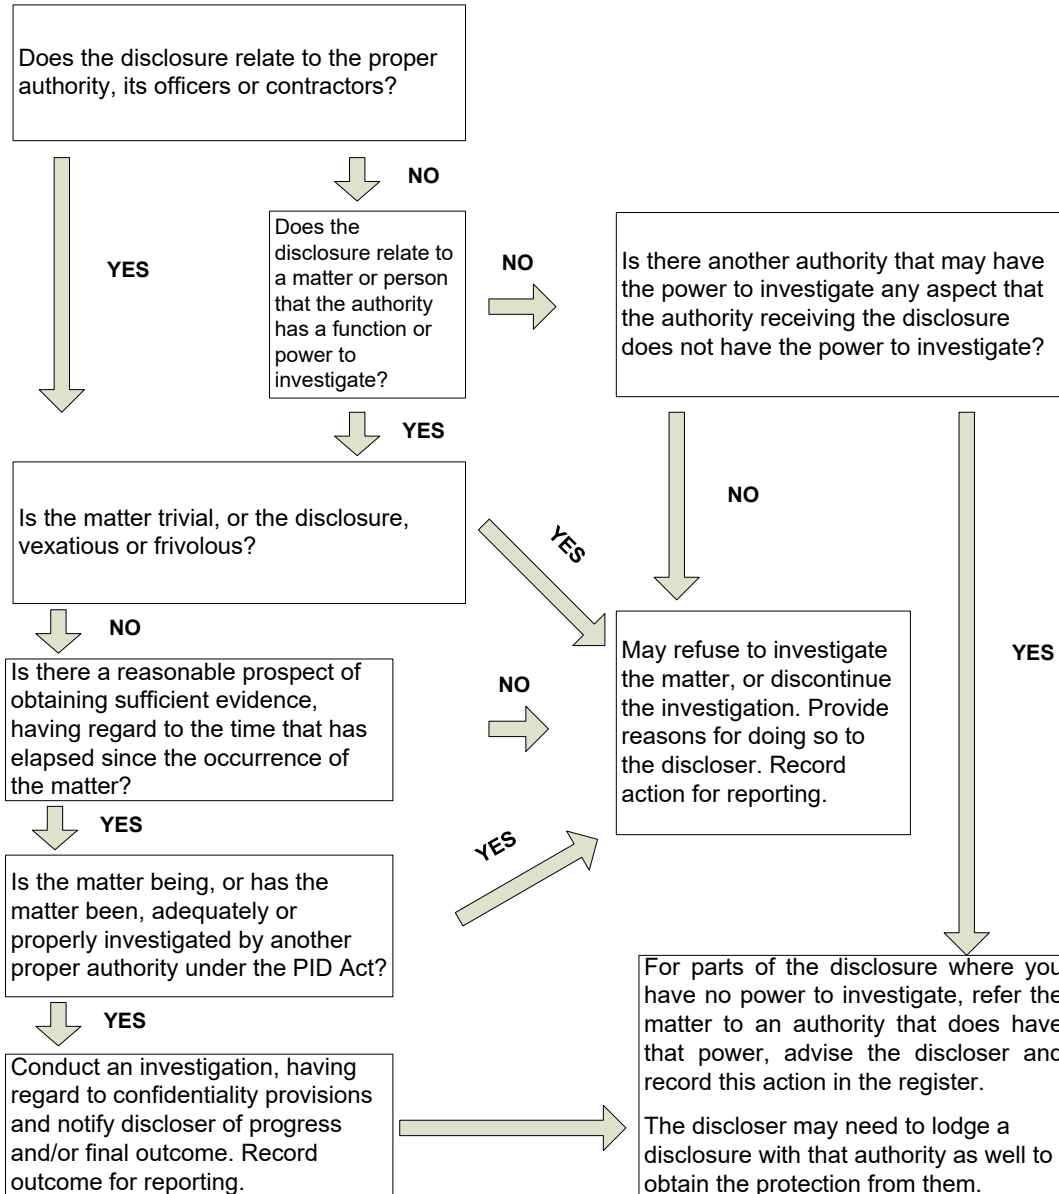 Does the disclosure relate to the proper
authority, its officers or contractors?
NO
YES
Does the
disclosure relate to
a matter or person
that the authority
has a function or
power to
investigate?
NO
Is there another authority that may have
the power to investigate any aspect that
the authority receiving the disclosure
does not have the power to investigate?
YES
NO
YES
Is the matter trivial, or the disclosure,
vexatious or frivolous?
YES
NO
Is there a reasonable prospect of
obtaining sufficient evidence,
having regard to the time that has
elapsed since the occurrence of
the matter?
NO
May refuse to investigate
the matter, or discontinue
the investigation. Provide
reasons for doing so to
the discloser. Record
action for reporting.
YES
Is the matter being, or has the
matter been, adequately or
properly investigated by another
proper authority under the PID Act?
YES
YES
Conduct an investigation, having
regard to confidentiality provisions
and notify discloser of progress
and/or final outcome. Record
outcome for reporting.
For parts of the disclosure where you
have no power to investigate, refer the
matter to an authority that does have
that power, advise the discloser and
record this action in the register.
The discloser may need to lodge a
disclosure with that authority as well to
obtain the protection from them.